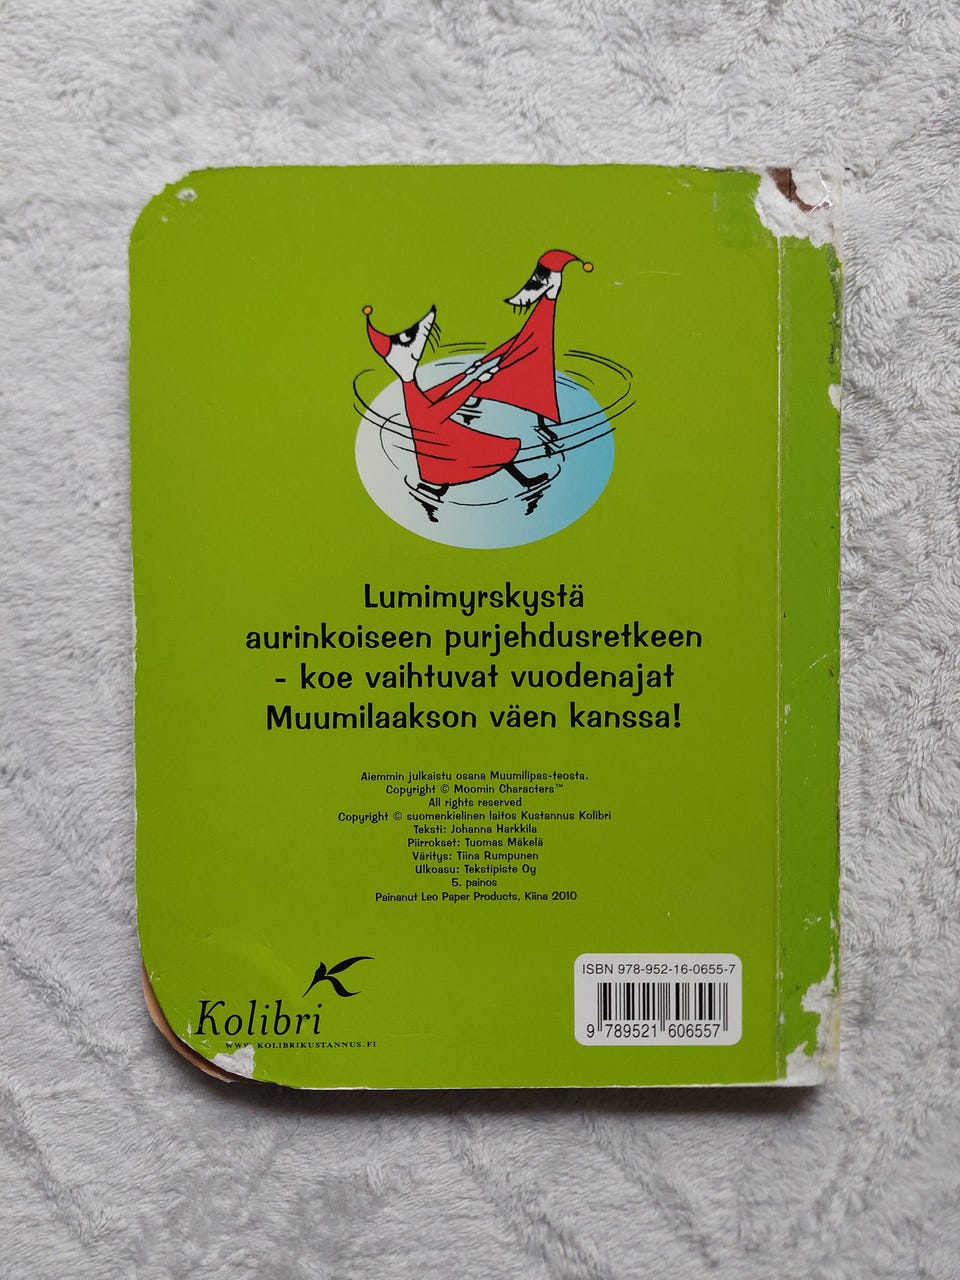 Lumimyrskystä
aurinkoiseen purjehdusretkeen
- koe vaihtuvat vuodenajat
Muumilaakson väen kanssa!
Aiemmin julkaistu osana Muumilipas-teosta.
Copyright © Moomin Characters™
All rights reserved
Copyright © suomenkielinen laitos Kustannus Kolibri
Teksti: Johanna Harkkila
Piirrokset: Tuomas Mäkelä
Väritys: Tiina Rumpunen
Ulkoasu: Tekstipiste Oy
5. painos
Painanut Leo Paper Products, Kiina 2010
Kolibri
WWW.KOLIBRIKUSTANNUS.FI
ISBN 978-952-16-0655-7
9 789521 606557